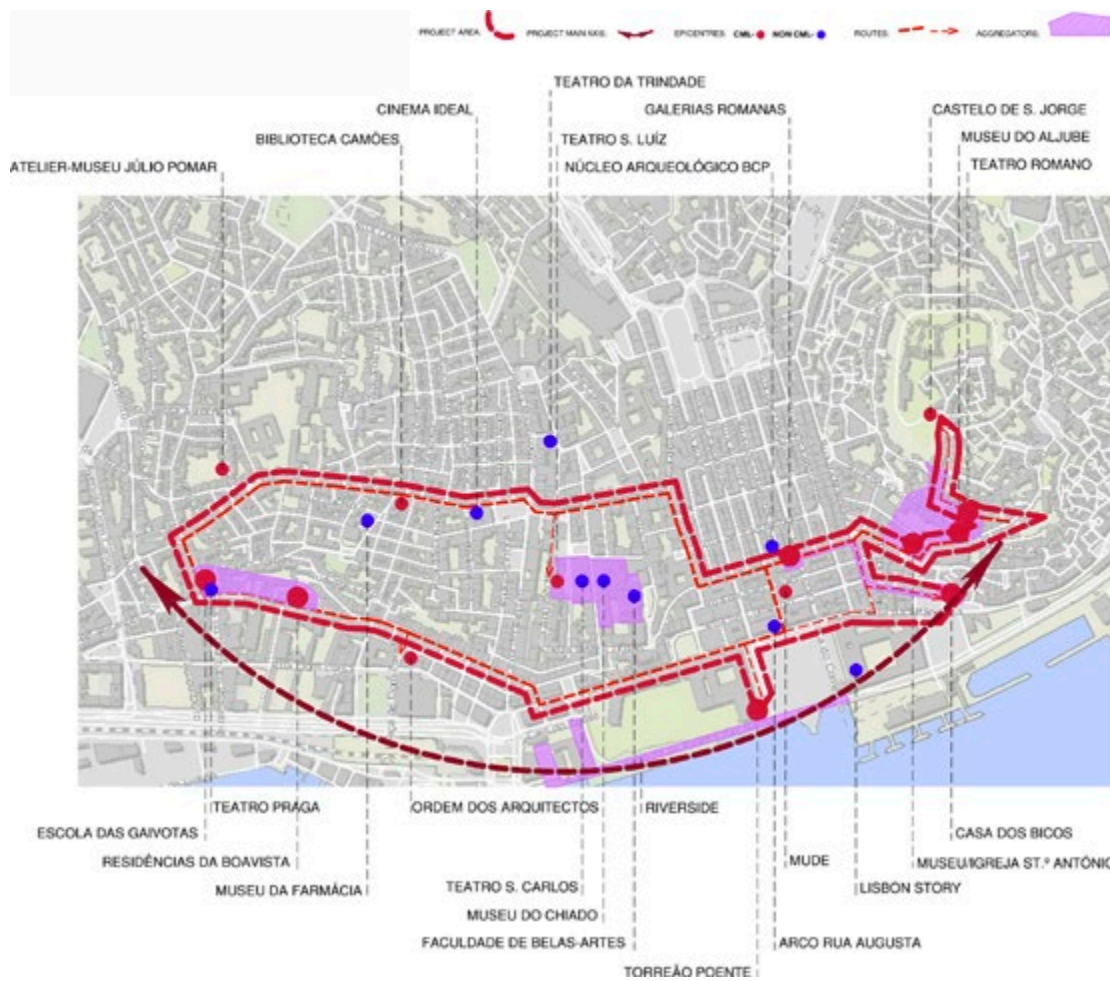 PROJECT AREA: PROJECT MAIN AXIS: EPICENTRES: CML- NON CML- ROUTES: AGGREGATORS:
TEATRO DA TRINDADE
CINEMA IDEAL
GALERIAS ROMANAS
CASTELO DE S. JORGE
BIBLIOTECA CAMÕES
TEATRO S. LUÍZ
MUSEU DO ALJUBE
ATELIER-MUSEU JÚLIO POMAR
NÚCLEO ARQUEOLÓGICO BCP
TEATRO ROMANO
TEATRO PRAGA
ORDEM DOS ARQUITECTOS
RIVERSIDE
ESCOLA DAS GAIVOTAS
CASA DOS BICOS
RESIDÊNCIAS DA BOAVISTA
MUDE
MUSEU/IGREJA ST.º ANTÓNIO
MUSEU DA FARMÁCIA
TEATRO S. CARLOS
LISBON STORY
MUSEU DO CHIADO
FACULDADE DE BELAS-ARTES
ARCO RUA AUGUSTA
TORREÃO POENTE